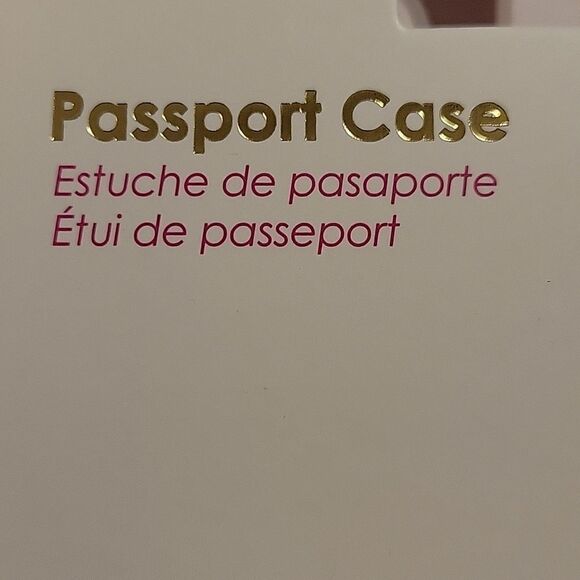 Passport Case
Estuche de pasaporte
Étui de passeport